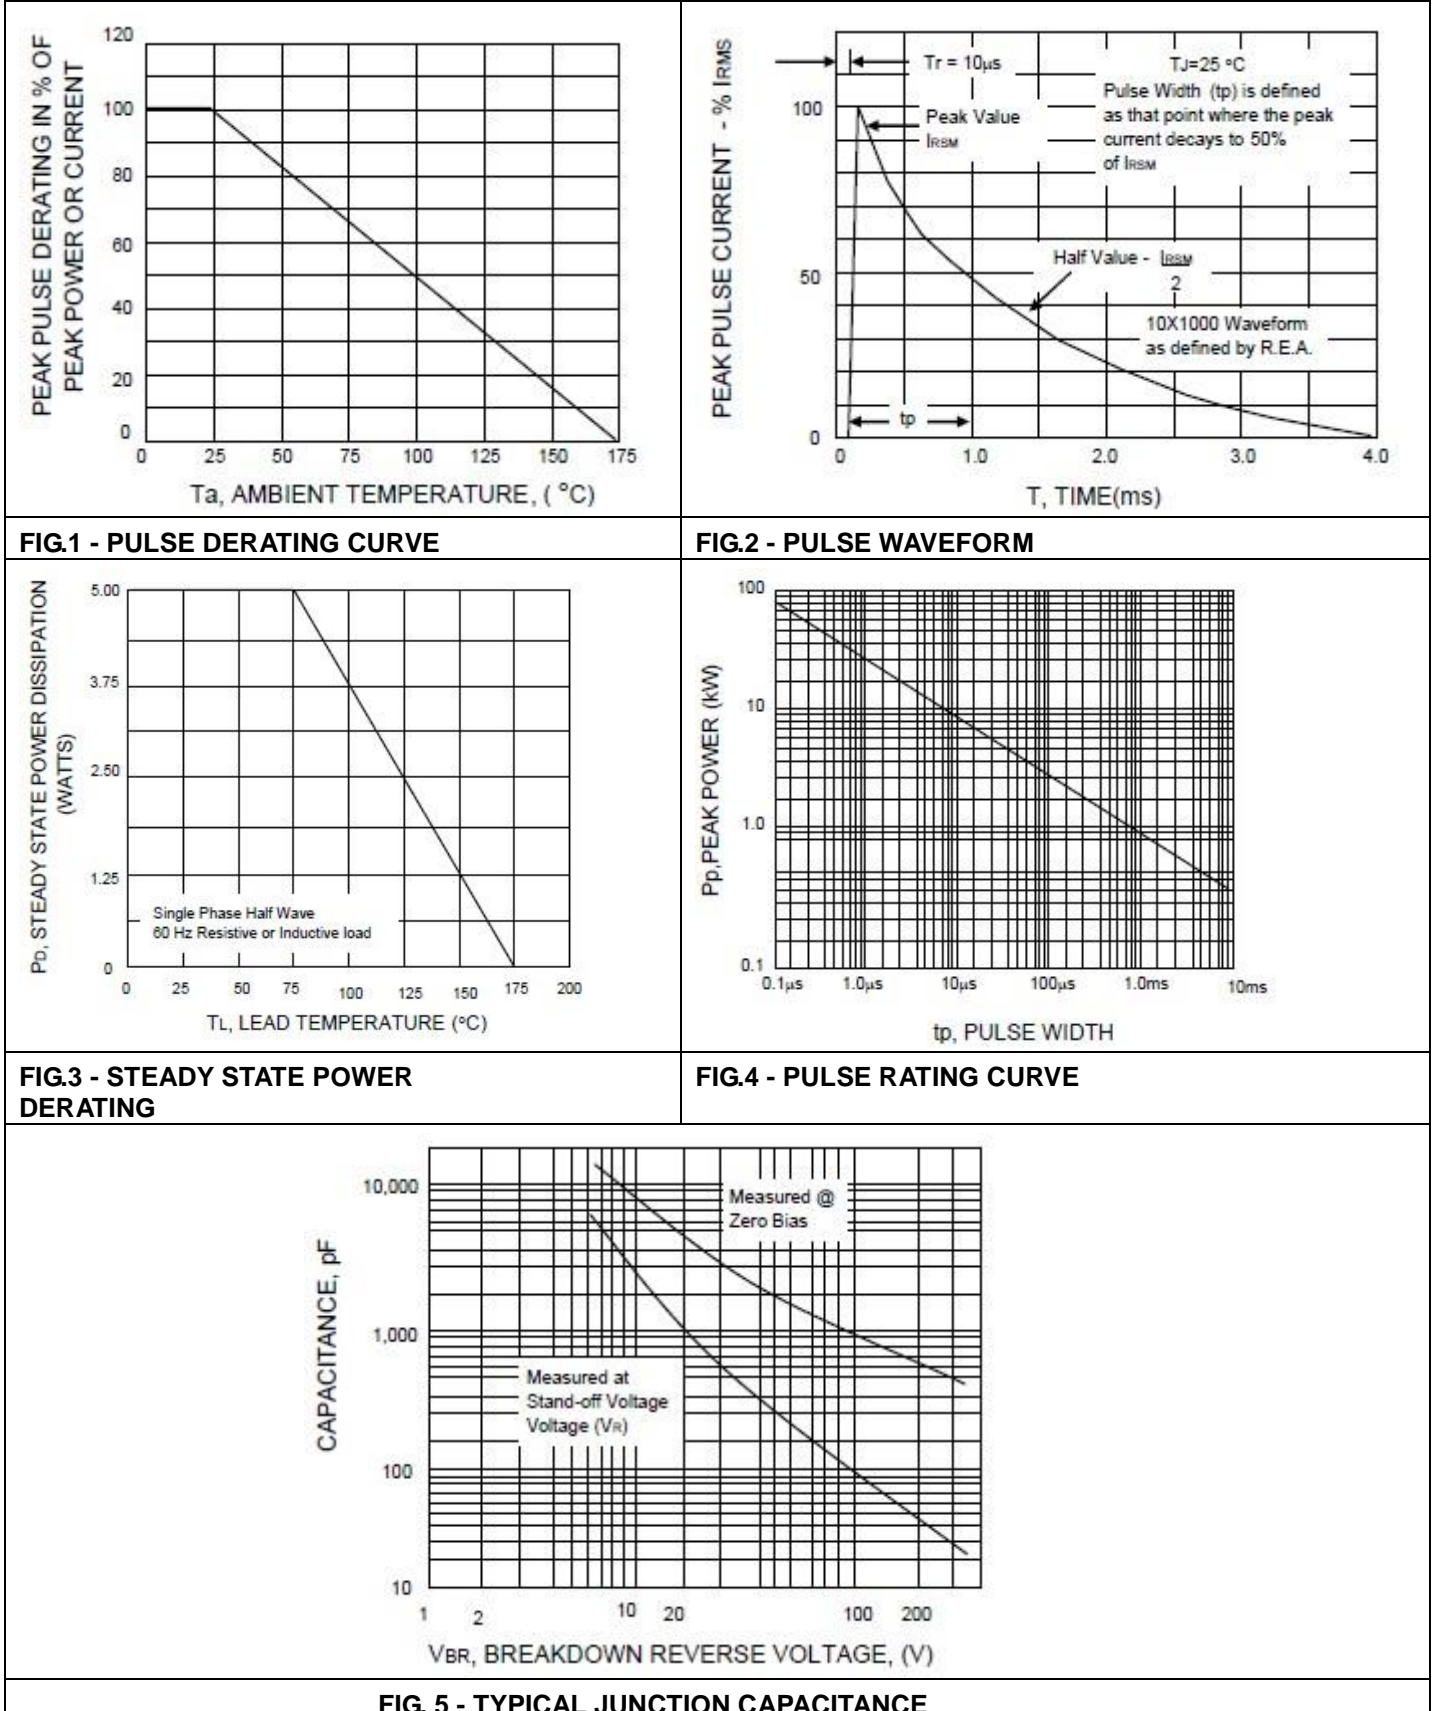 PEAK PULSE DERATING IN % OF
PEAK POWER OR CURRENT
120
100
80
60
40
20
0
0 25 50 75 100 125 150 175
Ta, AMBIENT TEMPERATURE, ( °C)
FIG.1 - PULSE DERATING CURVE
PEAK PULSE CURRENT - % IRMS
100
50
0
Tr = 10µs
Peak Value
IRSM
TJ=25 °C
Pulse Width (tp) is defined
as that point where the peak
current decays to 50%
of IRSM
Half Value - IRSM
2
10X1000 Waveform
as defined by R.E.A.
tp
0 1.0 2.0 3.0 4.0
T, TIME(ms)
FIG.2 - PULSE WAVEFORM
PD, STEADY STATE POWER DISSIPATION
(WATTS)
5.00
3.75
2.50
1.25
0
Single Phase Half Wave
60 Hz Resistive or Inductive load
0 25 50 75 100 125 150 175 200
TL, LEAD TEMPERATURE (°C)
FIG.3 - STEADY STATE POWER
DERATING
Pp,PEAK POWER (kW)
100
10
1.0
0.1
0.1µs 1.0µs 10µs 100µs 1.0ms 10ms
tp, PULSE WIDTH
FIG.4 - PULSE RATING CURVE
CAPACITANCE, pF
10,000
1,000
100
10
Measured @
Zero Bias
Measured at
Stand-off Voltage
Voltage (VR)
1 2 10 20 100 200
VBR, BREAKDOWN REVERSE VOLTAGE, (V)
FIG. 5 - TYPICAL JUNCTION CAPACITANCE